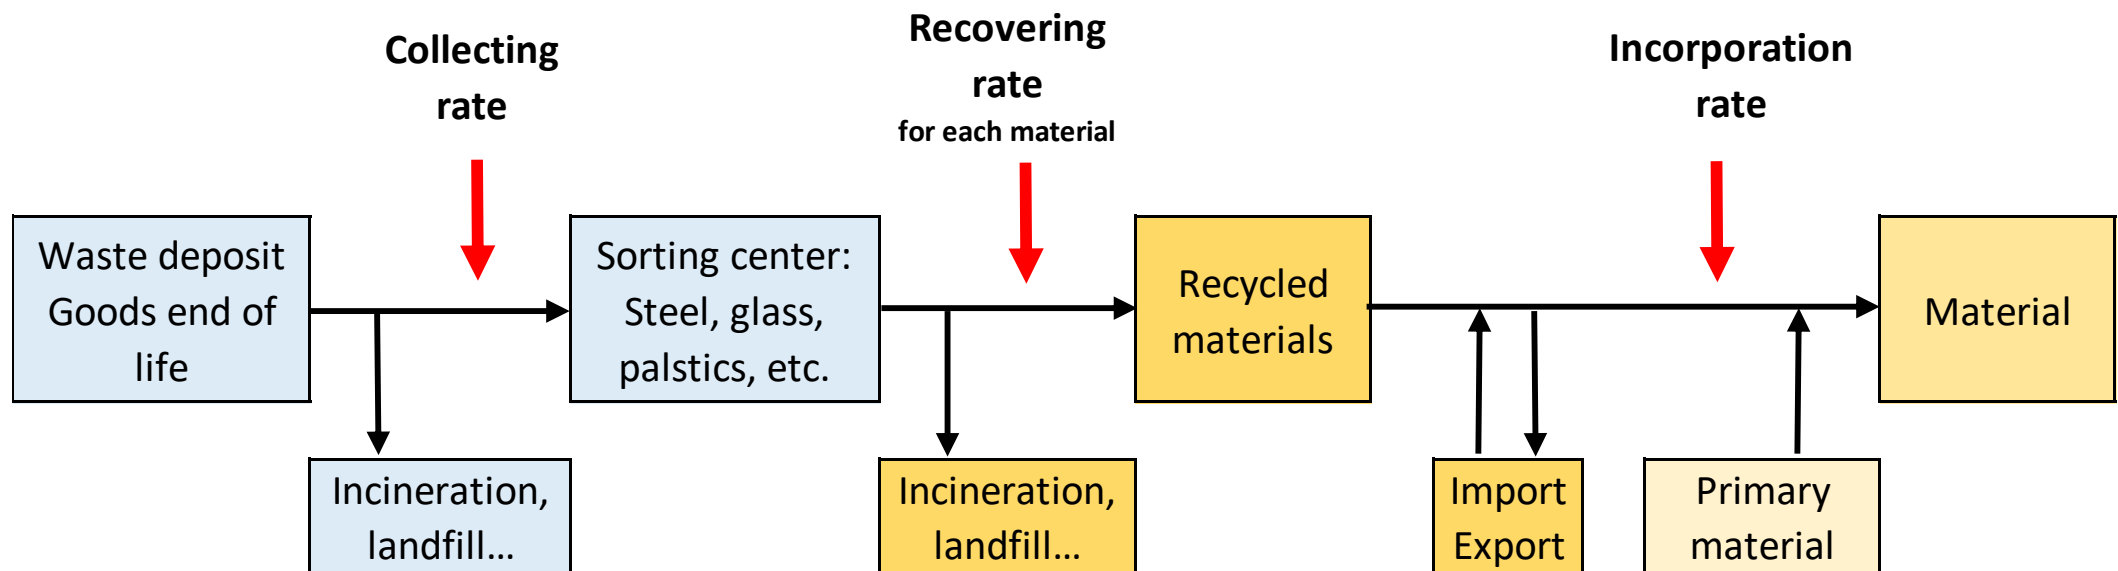 Collecting
rate
Recovering
rate
for each material
Incorporation
rate
Waste deposit
Goods end of
life
Sorting center:
Steel, glass,
palstics, etc.
Recycled
materials
Material
Incineration,
landfill…
Incineration,
landfill…
Import
Export
Primary
material